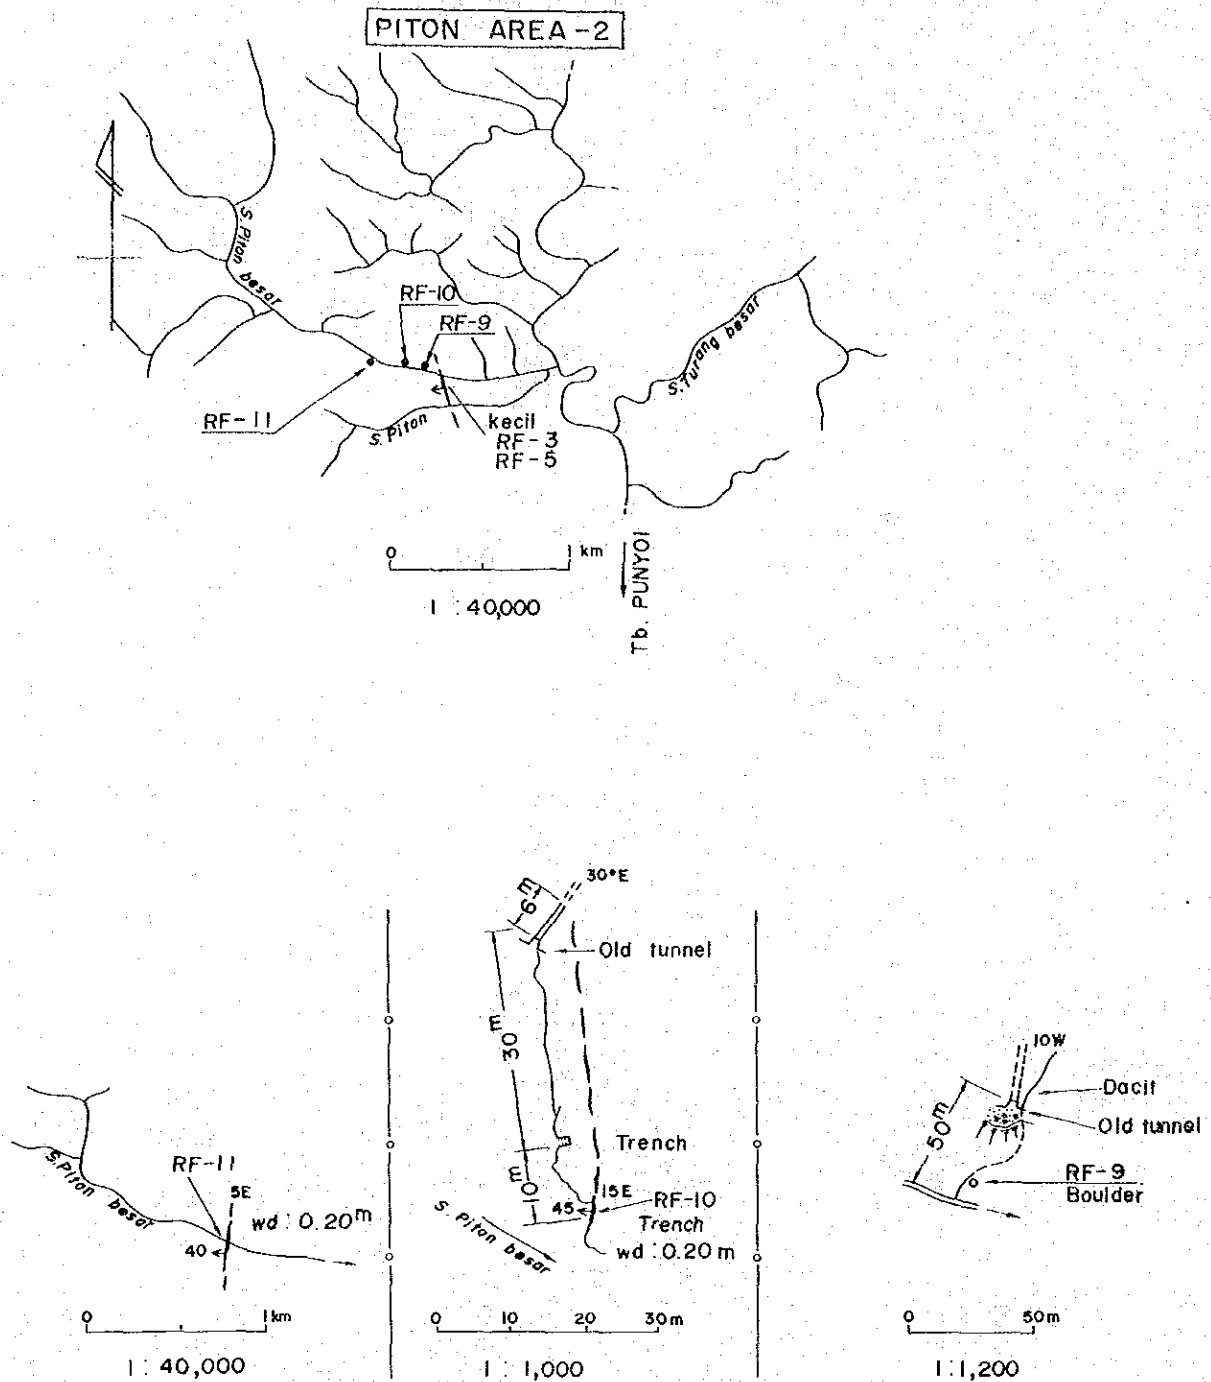 PITON AREA-2
S. Piton besar
RF-10
RF-9
RF-11
S. Piton kecil
RF-3
RF-5
S. Turang besar
0 1 km
1 : 40,000
Tb. PUNYOI
S. Piton besar
RF-11
5E
wd : 0.20m
40
0 1 km
1 : 40,000
6m
30°E
Old tunnel
30m
Trench
10m
15E
45
RF-10
Trench
wd : 0.20 m
S. Piton besar
0 10 20 30m
1 : 1,000
10W
Dacit
Old tunnel
50m
RF-9
Boulder
0 50m
1:1,200